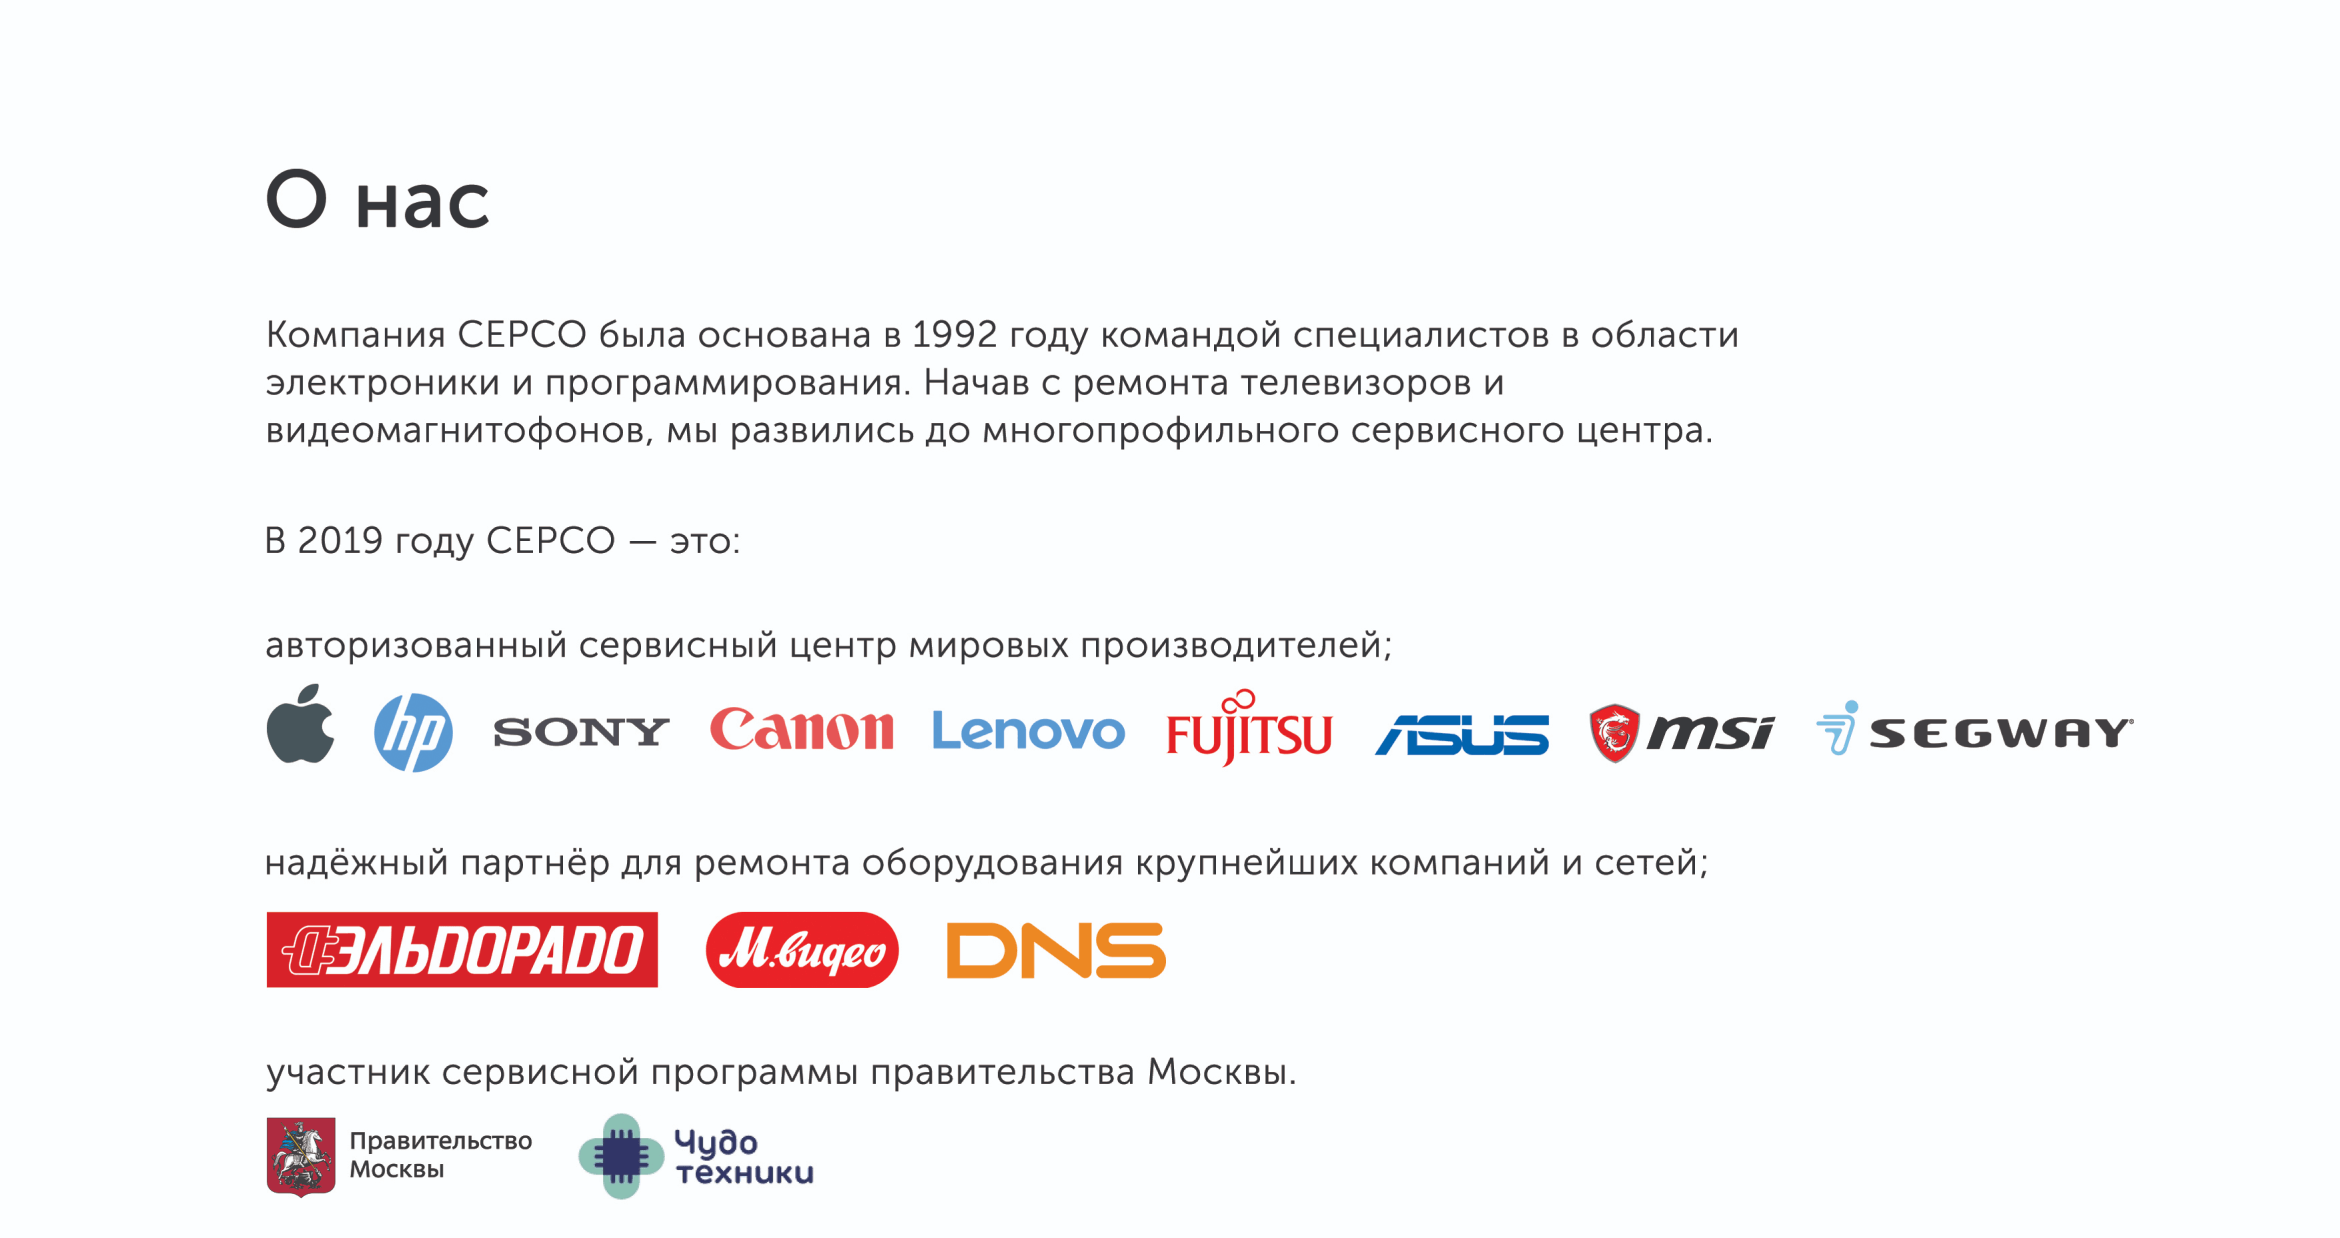 О нас
Компания СЕРСО была основана в 1992 году командой специалистов в области
электроники и программирования. Начав с ремонта телевизоров и
видеомагнитофонов, мы развились до многопрофильного сервисного центра.
В 2019 году СЕРСО — это:
авторизованный сервисный центр мировых производителей;
hp SONY Canon Lenovo FUJITSU ASUS msi SEGWAY®
надёжный партнёр для ремонта оборудования крупнейших компаний и сетей;
ЭЛЬDОРАDО М.видео DNS
участник сервисной программы правительства Москвы.
Правительство
Москвы
Чудо
техники